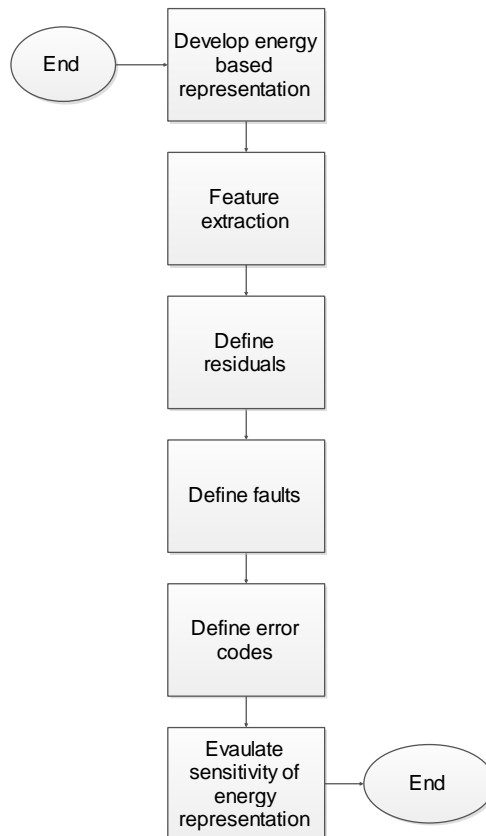 End
Develop energy
based
representation
Feature
extraction
Define
residuals
Define faults
Define error
codes
Evaulate
sensitivity of
energy
representation
End